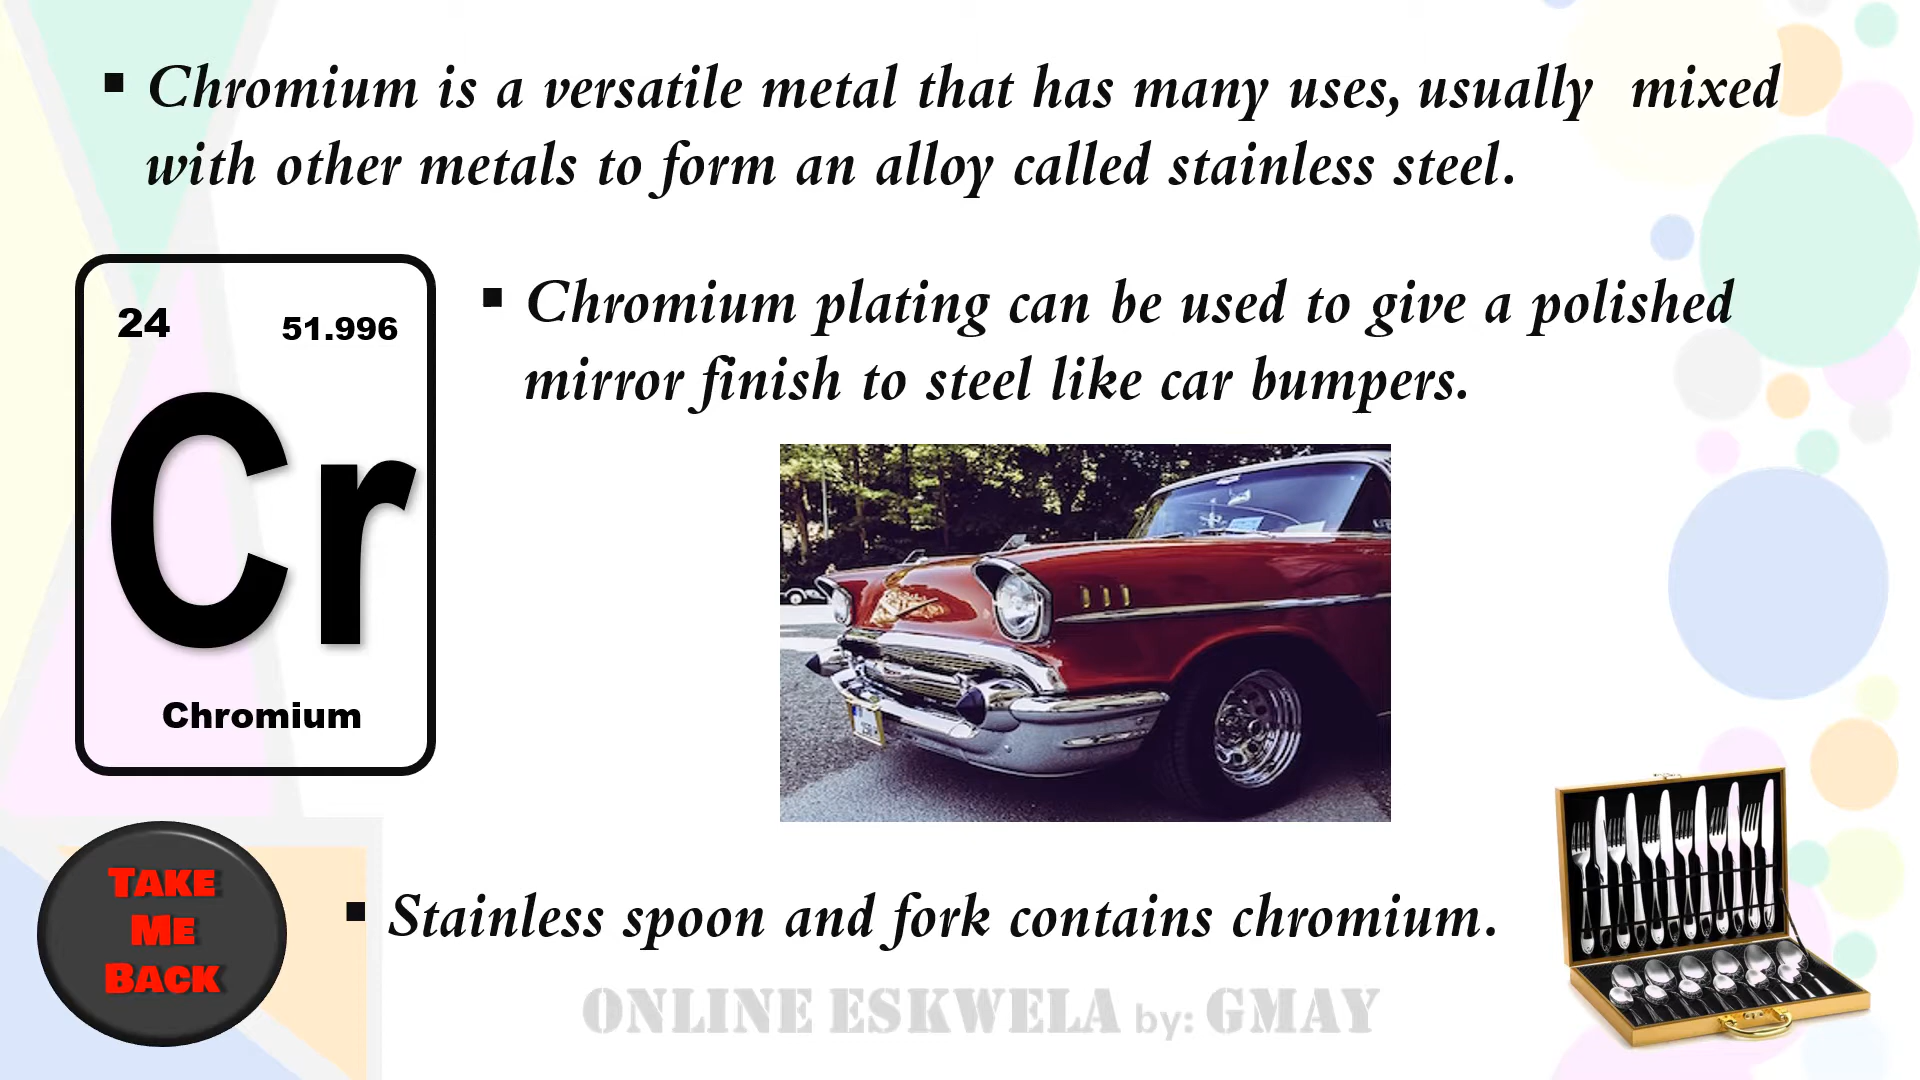 ▪ Chromium is a versatile metal that has many uses, usually mixed
with other metals to form an alloy called stainless steel.
24 51.996
Cr
Chromium
▪ Chromium plating can be used to give a polished
mirror finish to steel like car bumpers.
TAKE
ME
BACK
▪ Stainless spoon and fork contains chromium.
ONLINE ESKWELA by: GMAY